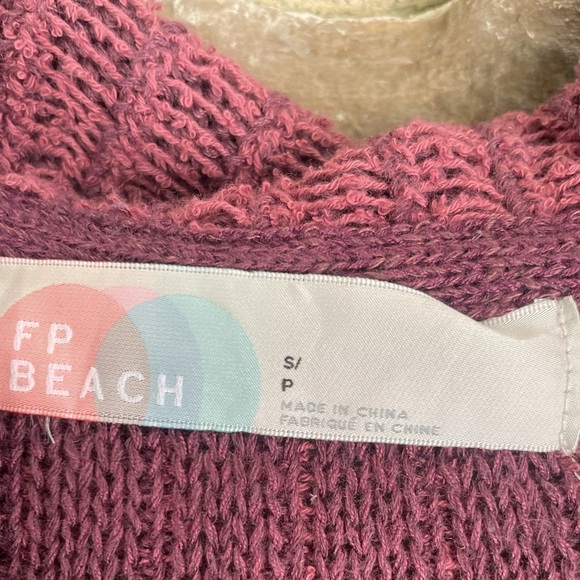 FP
BEACH
S/
P
MADE IN CHINA
FABRIQUÉ EN CHINE